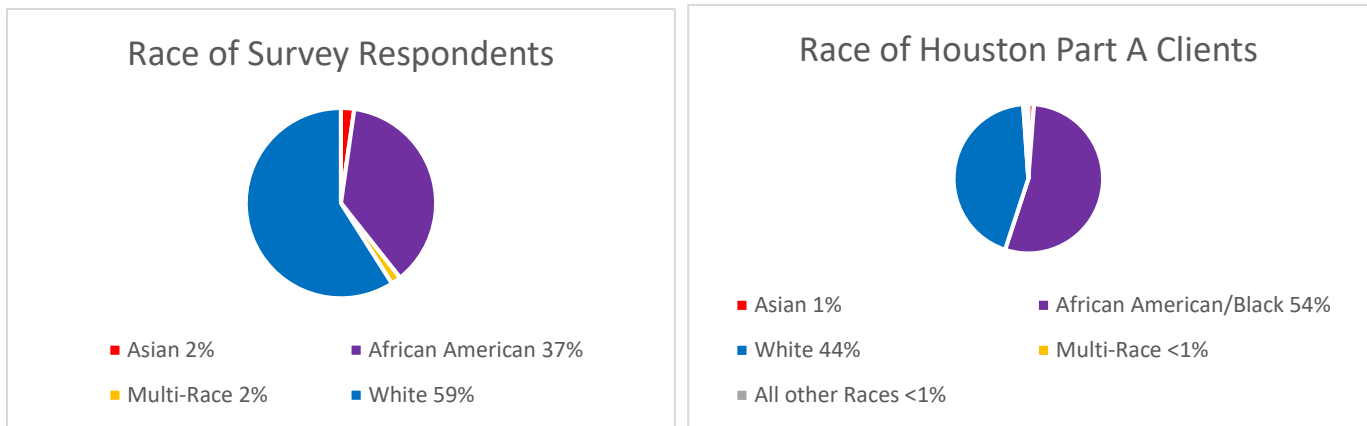 Race of Survey Respondents
Asian 2%
African American 37%
Multi-Race 2%
White 59%
Race of Houston Part A Clients
Asian 1%
African American/Black 54%
White 44%
Multi-Race <1%
All other Races <1%